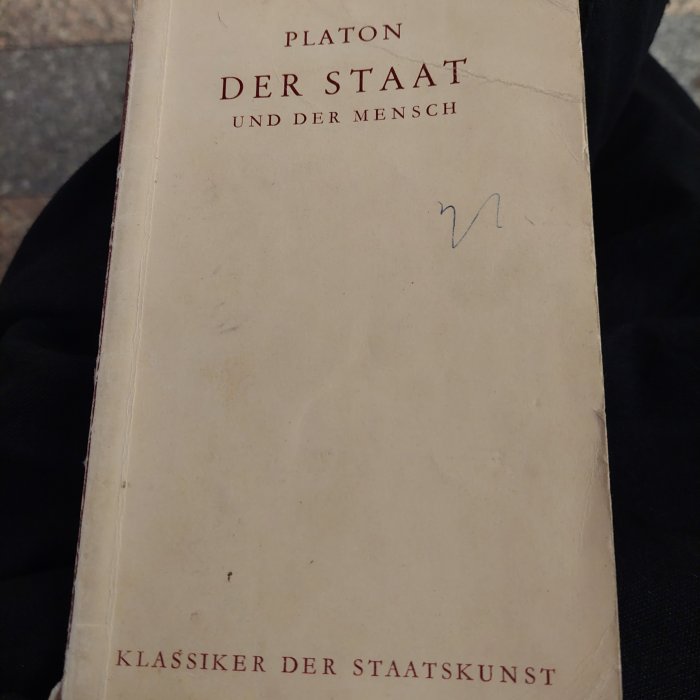 PLATON
DER STAAT
UND DER MENSCH
KLASSIKER DER STAATSKUNST